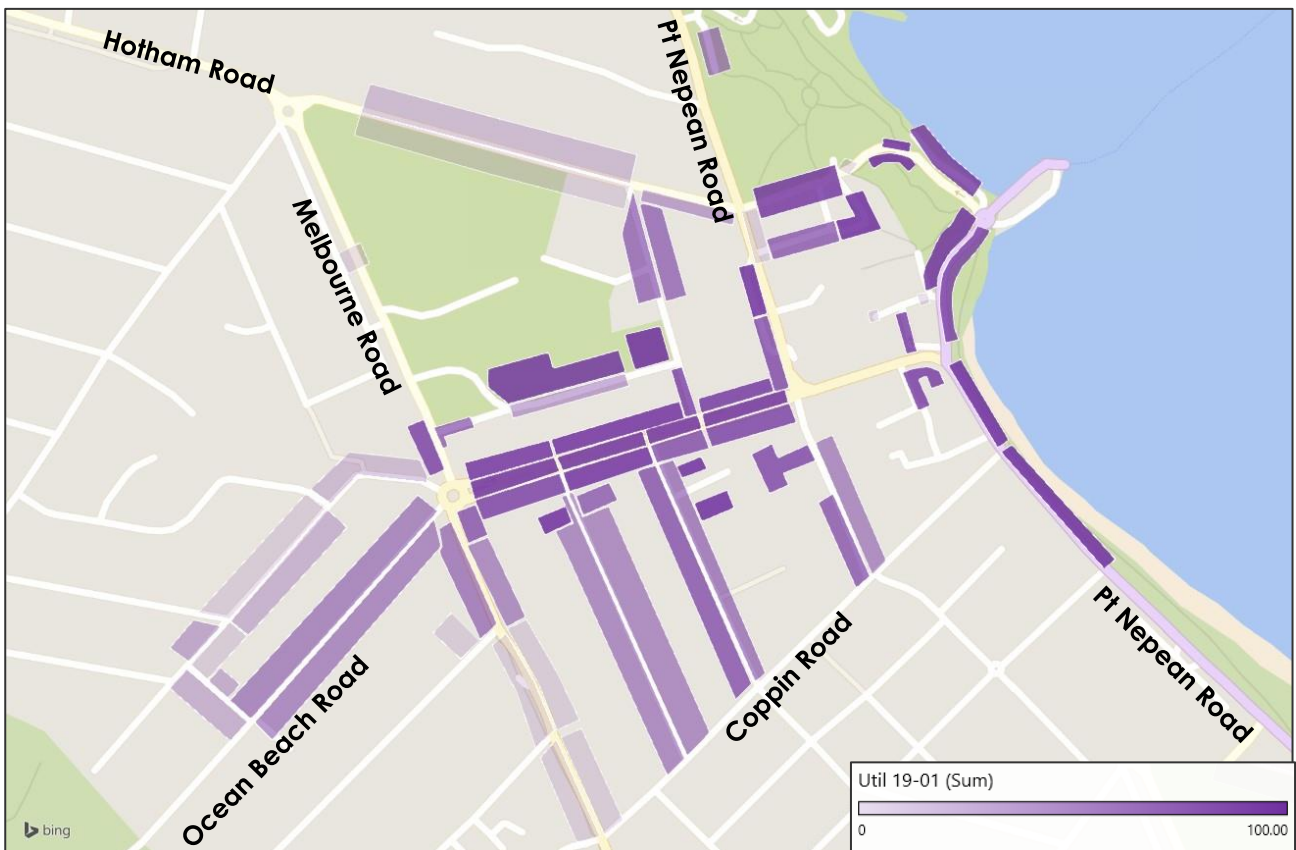 Hotham Road
Pt Nepean Road
Melbourne Road
Ocean Beach Road
Coppin Road
Pt Nepean Road
Util 19-01 (Sum)
0 100.00
bing